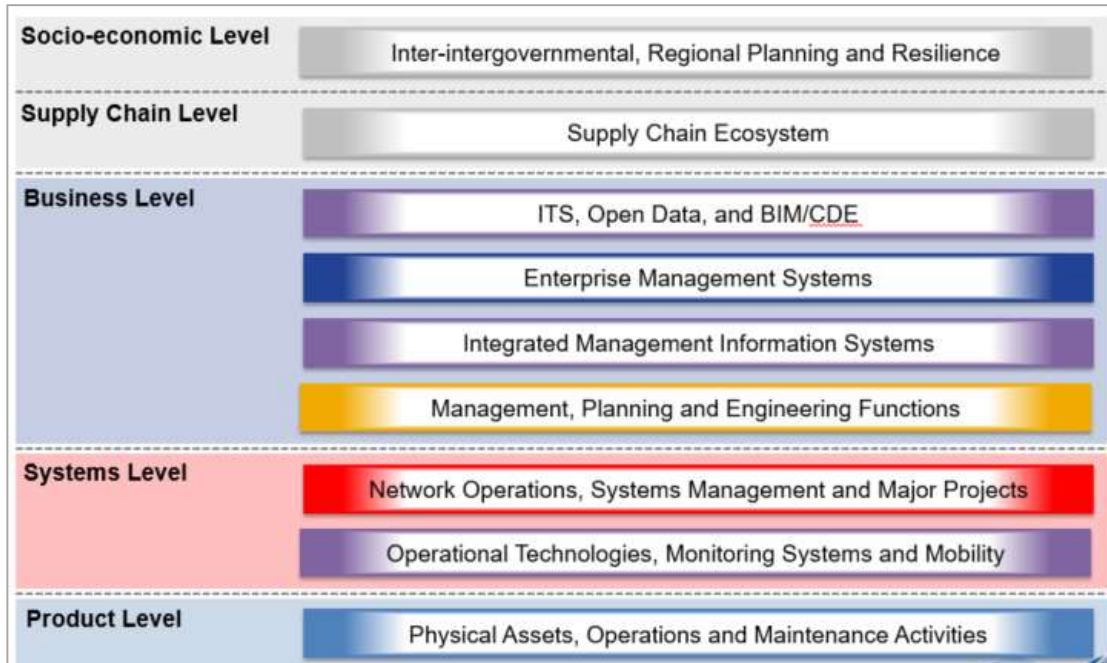 Socio-economic Level
Inter-intergovernmental, Regional Planning and Resilience
Supply Chain Level
Supply Chain Ecosystem
Business Level
ITS, Open Data, and BIM/CDE
Enterprise Management Systems
Integrated Management Information Systems
Management, Planning and Engineering Functions
Systems Level
Network Operations, Systems Management and Major Projects
Operational Technologies, Monitoring Systems and Mobility
Product Level
Physical Assets, Operations and Maintenance Activities